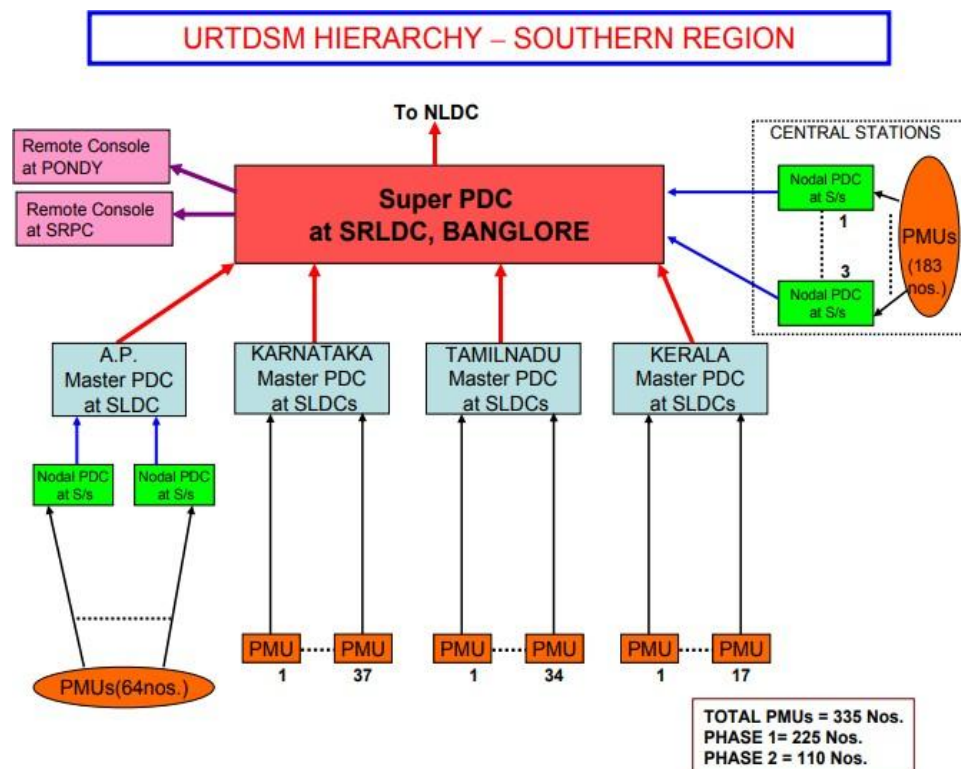 URTDSM HIERARCHY – SOUTHERN REGION
To NLDC
Remote Console
at PONDY
Remote Console
at SRPC
Super PDC
at SRLDC, BANGLORE
CENTRAL STATIONS
Nodal PDC
at S/s
1
3
Nodal PDC
at S/s
PMUs
(183
nos.)
A.P.
Master PDC
at SLDC
KARNATAKA
Master PDC
at SLDCs
TAMILNADU
Master PDC
at SLDCs
KERALA
Master PDC
at SLDCs
Nodal PDC
at S/s
Nodal PDC
at S/s
PMUs(64nos.)
PMU
PMU
1
37
PMU
PMU
1
34
PMU
PMU
1
17
TOTAL PMUs = 335 Nos.
PHASE 1= 225 Nos.
PHASE 2 = 110 Nos.